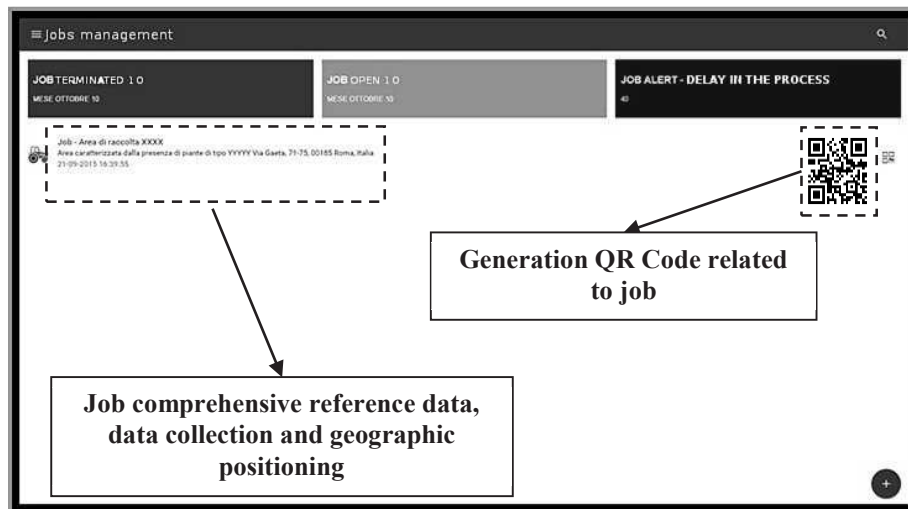 Jobs management
JOB TERMINATED 10
MESE OTTOBRE 10
JOB OPEN 10
MESE OTTOBRE 10
JOB ALERT - DELAY IN THE PROCESS
40
Job - Area di raccolta XXXX
Area caratterizzata dalla presenza di piante di tipo YYYYY Via Gaeta, 71-75, 00185 Roma, Italia
21-09-2015 16:39:55
Generation QR Code related
to job
Job comprehensive reference data,
data collection and geographic
positioning
+